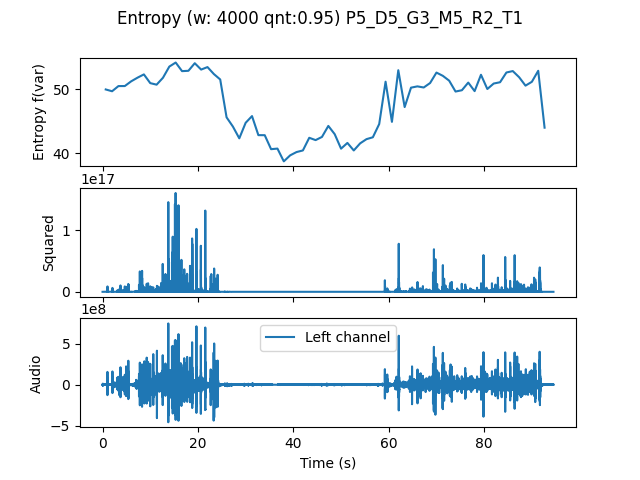 Entropy (w: 4000 qnt:0.95) P5_D5_G3_M5_R2_T1
Entropy f(var)
50
40
1e17
Squared
1
0
1e8
Audio
5
0
−5
Left channel
0
20
40
60
80
Time (s)